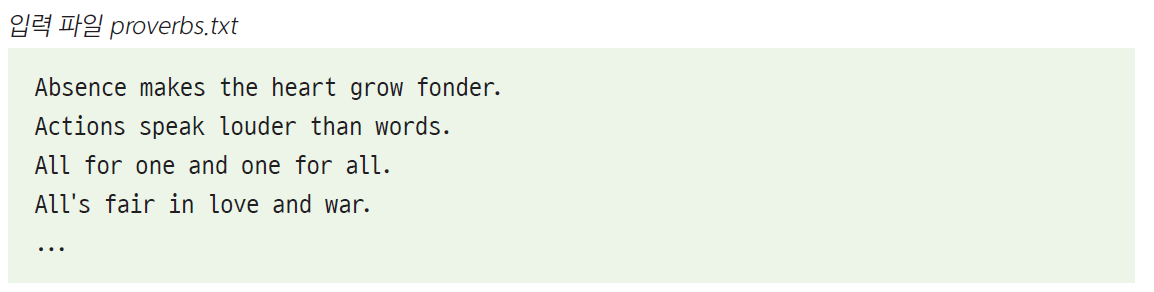 입력 파일 proverbs.txt
Absence makes the heart grow fonder.
Actions speak louder than words.
All for one and one for all.
All's fair in love and war.
...